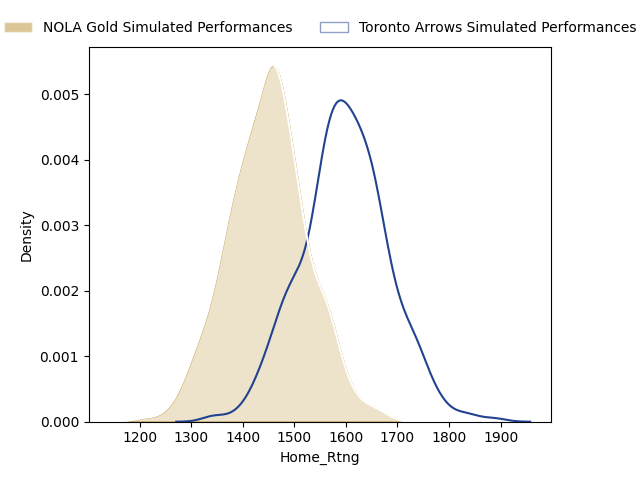 NOLA Gold Simulated Performances Toronto Arrows Simulated Performances
0.005
0.004
0.003
0.002
0.001
0.000
Density
1200 1300 1400 1500 1600 1700 1800 1900
Home_Rtng